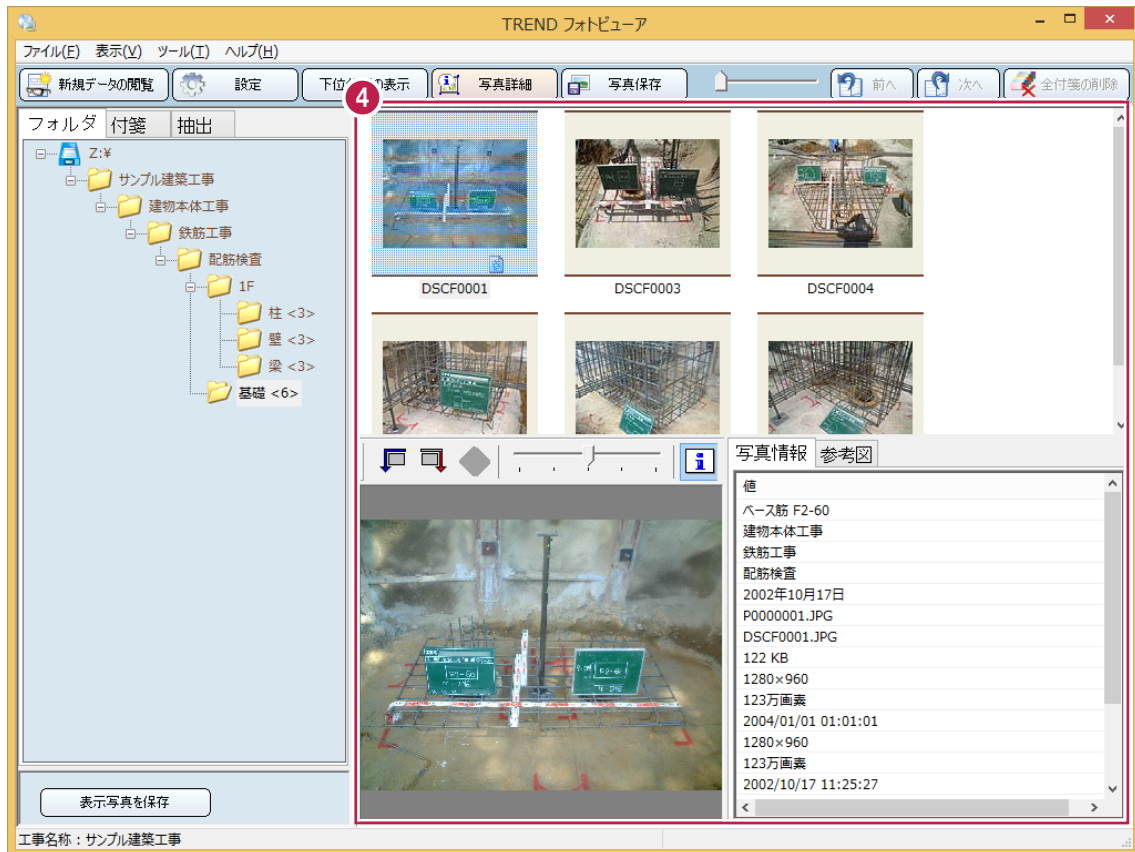 TREND フォトビューア
ファイル(F) 表示(V) ツール(T) ヘルプ(H)
新規データの閲覧 設定 下位 の表示 写真詳細 写真保存 前へ 次へ 全付箋の削除
4
フォルダ 付箋 抽出
Z:¥
サンプル建築工事
建物本体工事
鉄筋工事
配筋検査
1F
柱 <3>
壁 <3>
梁 <3>
基礎 <6>
DSCF0001 DSCF0003 DSCF0004
写真情報 参考図
値
ベース筋 F2-60
建物本体工事
鉄筋工事
配筋検査
2002年10月17日
P0000001.JPG
DSCF0001.JPG
122 KB
1280×960
123万画素
2004/01/01 01:01:01
1280×960
123万画素
2002/10/17 11:25:27
表示写真を保存
工事名称：サンプル建築工事